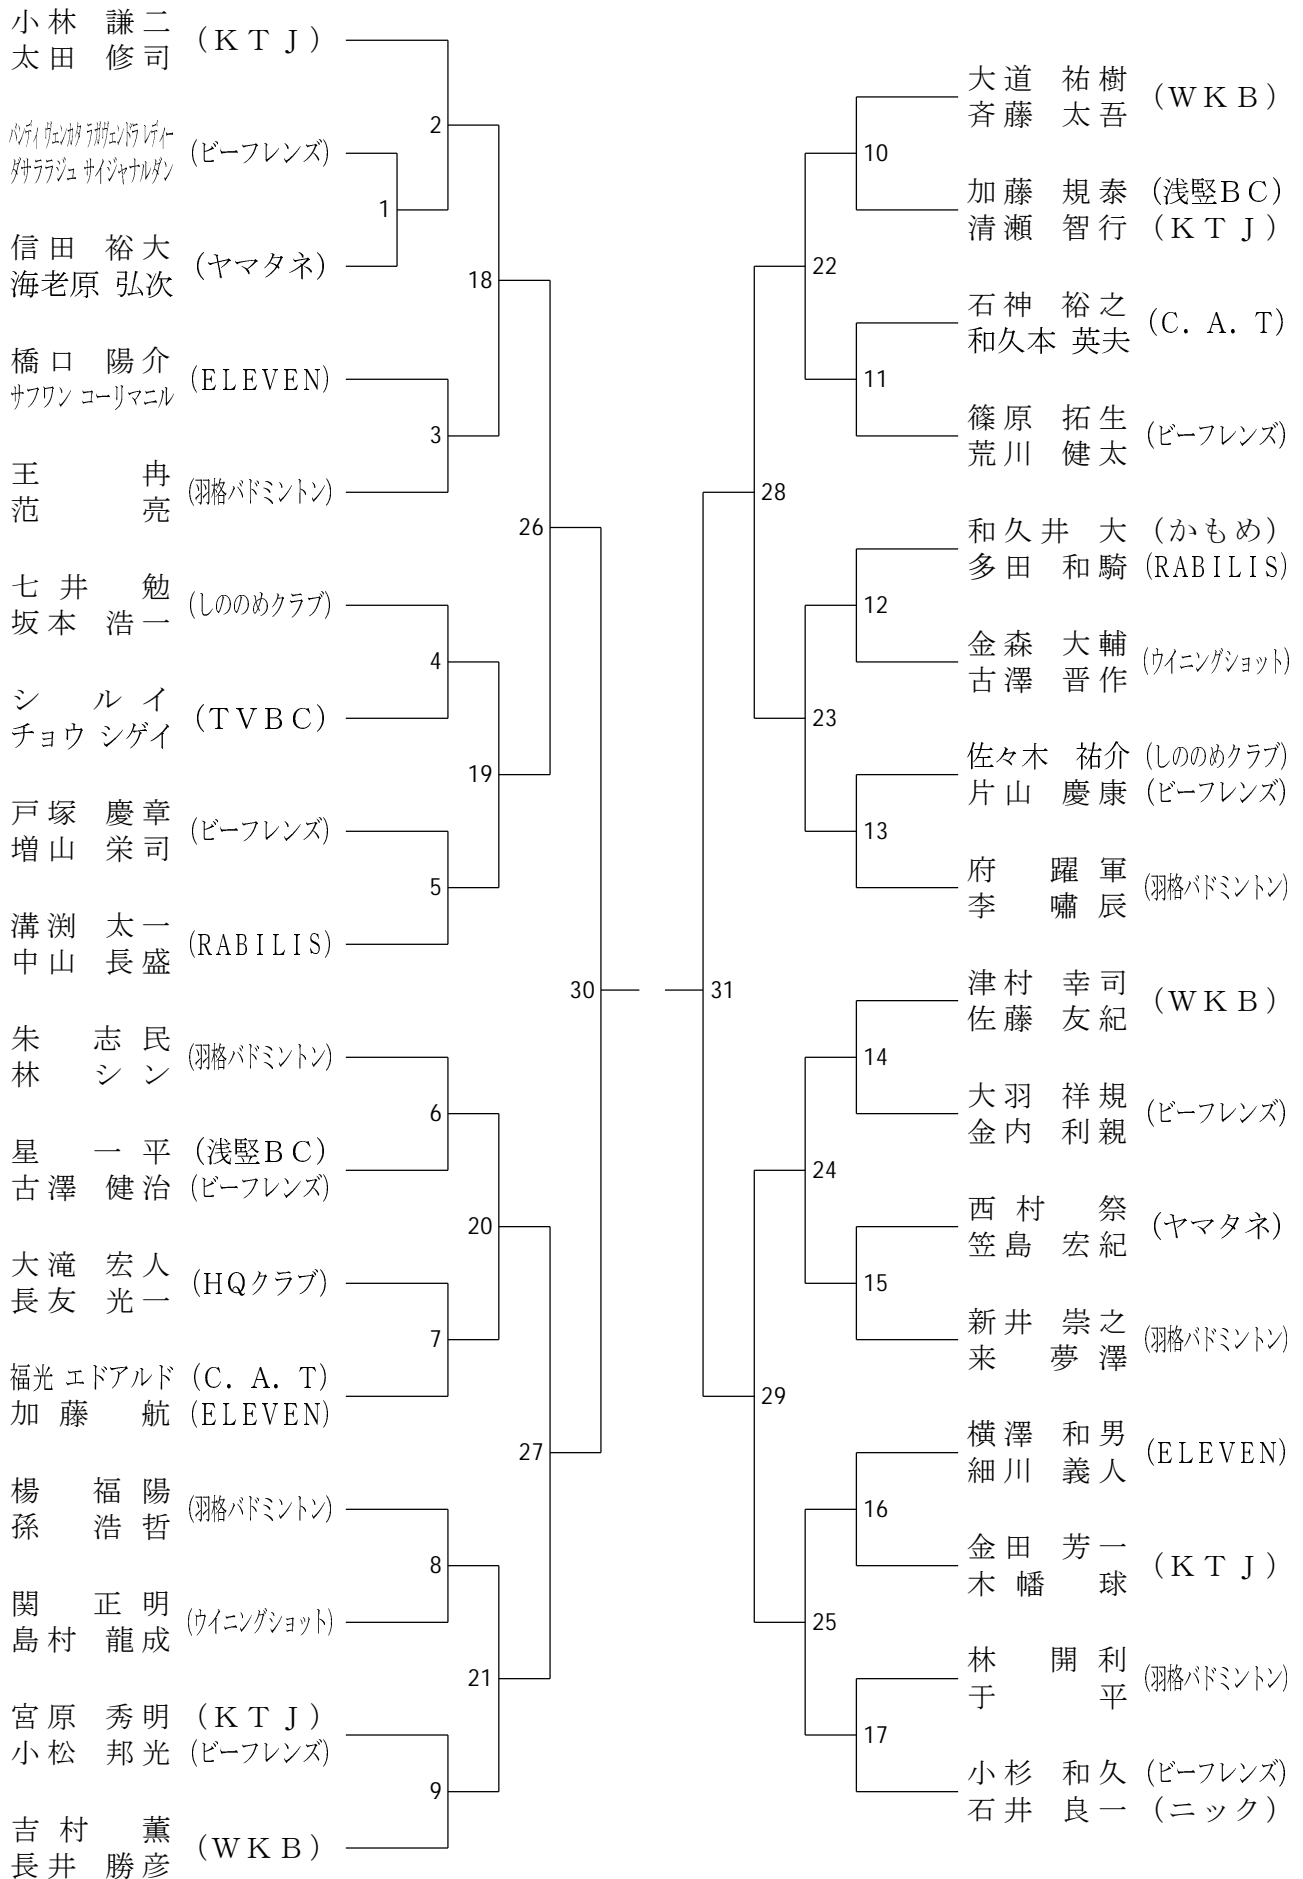 小林 謙二 (ＫＴＪ)
太田 修司
2
バンディ ヴェンカタ ラガヴェンドラ レディー (ビーフレンズ)
ダサララジュ サイジャナルダン
1
信田 裕大 (ヤマタネ)
海老原 弘次
18
橋口 陽介 (ELEVEN)
サフワン コーリマニル
3
王 冉 (羽格バドミントン)
范 亮
26
七井 勉 (しののめクラブ)
坂本 浩一
4
シ ルイ (ＴＶＢＣ)
チョウ シゲイ
19
戸塚 慶章 (ビーフレンズ)
増山 栄司
5
溝渕 太一 (RABILIS)
中山 長盛
30
朱 志民 (羽格バドミントン)
林 シン
6
星 一平 (浅竪ＢＣ)
古澤 健治 (ビーフレンズ)
20
大滝 宏人 (HQクラブ)
長友 光一
7
福光 エドアルド (C．A．T)
加藤 航 (ELEVEN)
27
楊 福陽 (羽格バドミントン)
孫 浩哲
8
関 正明 (ウイニングショット)
島村 龍成
21
宮原 秀明 (ＫＴＪ)
小松 邦光 (ビーフレンズ)
9
吉村 薫 (ＷＫＢ)
長井 勝彦
大道 祐樹 (ＷＫＢ)
斉藤 太吾
10
加藤 規泰 (浅竪ＢＣ)
清瀬 智行 (ＫＴＪ)
22
石神 裕之 (C．A．T)
和久本 英夫
11
篠原 拓生 (ビーフレンズ)
荒川 健太
28
和久井 大 (かもめ)
多田 和騎 (RABILIS)
12
金森 大輔 (ウイニングショット)
古澤 晋作
23
佐々木 祐介 (しののめクラブ)
片山 慶康 (ビーフレンズ)
13
府 躍軍 (羽格バドミントン)
李 嘯辰
31
津村 幸司 (ＷＫＢ)
佐藤 友紀
14
大羽 祥規 (ビーフレンズ)
金内 利親
24
西村 祭 (ヤマタネ)
笠島 宏紀
15
新井 崇之 (羽格バドミントン)
来 夢澤
29
横澤 和男 (ELEVEN)
細川 義人
16
金田 芳一 (ＫＴＪ)
木幡 球
25
林 開利 (羽格バドミントン)
于 平
17
小杉 和久 (ビーフレンズ)
石井 良一 (ニック)